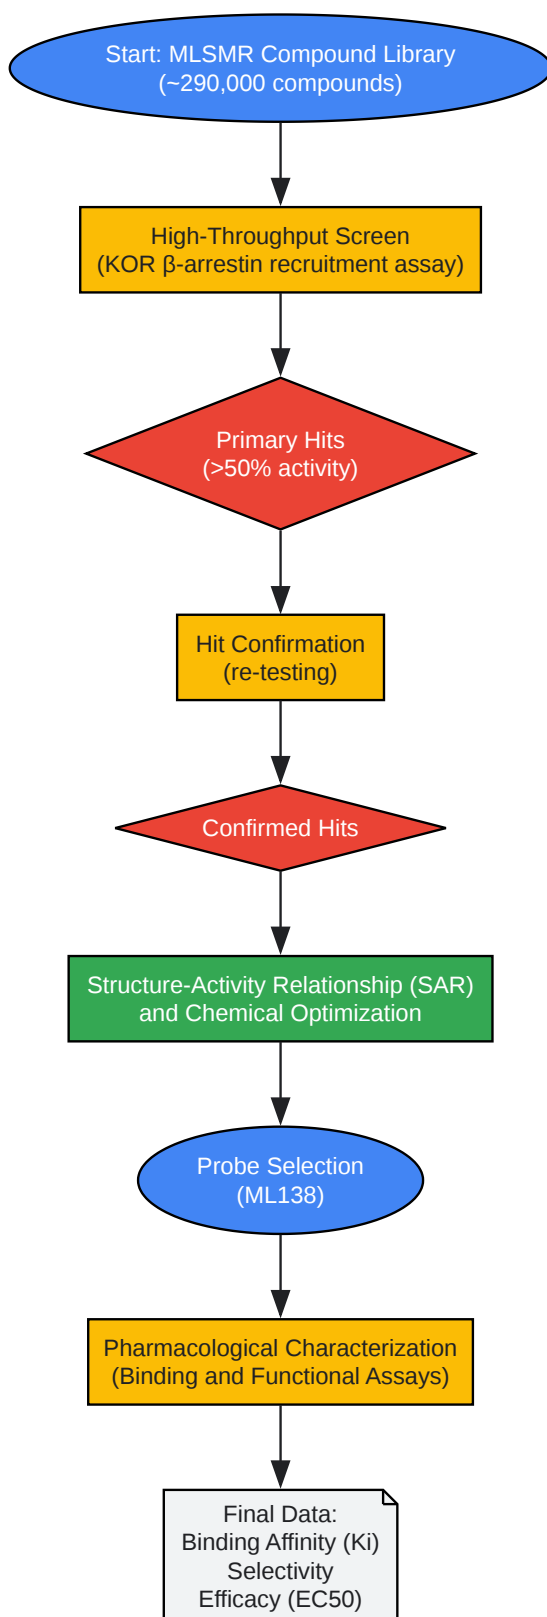 Start: MLSMR Compound Library
(~290,000 compounds)
High-Throughput Screen
(KOR β-arrestin recruitment assay)
Primary Hits
(>50% activity)
Hit Confirmation
(re-testing)
Confirmed Hits
Structure-Activity Relationship (SAR)
and Chemical Optimization
Probe Selection
(ML138)
Pharmacological Characterization
(Binding and Functional Assays)
Final Data:
Binding Affinity (Ki)
Selectivity
Efficacy (EC50)